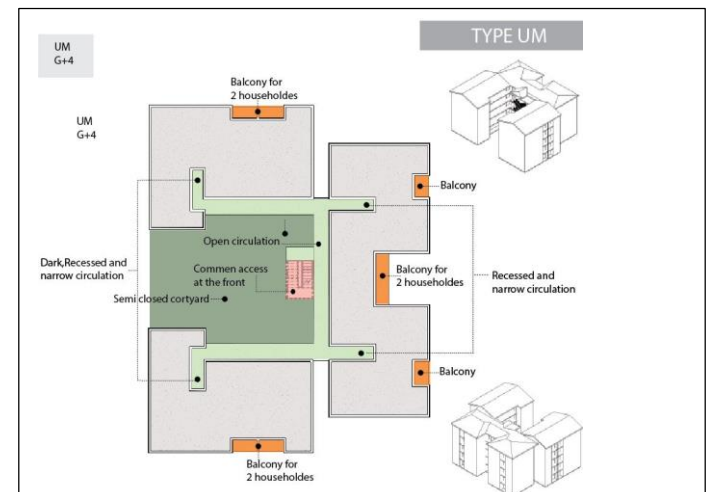 UM
G+4
TYPE UM
Balcony for
2 householdes
UM
G+4
Balcony
Open circulation
Dark,Recessed and
narrow circulation
Commen access
at the front
Balcony for
2 householdes
Recessed and
narrow circulation
Semi closed cortyard
Balcony
Balcony for
2 householdes